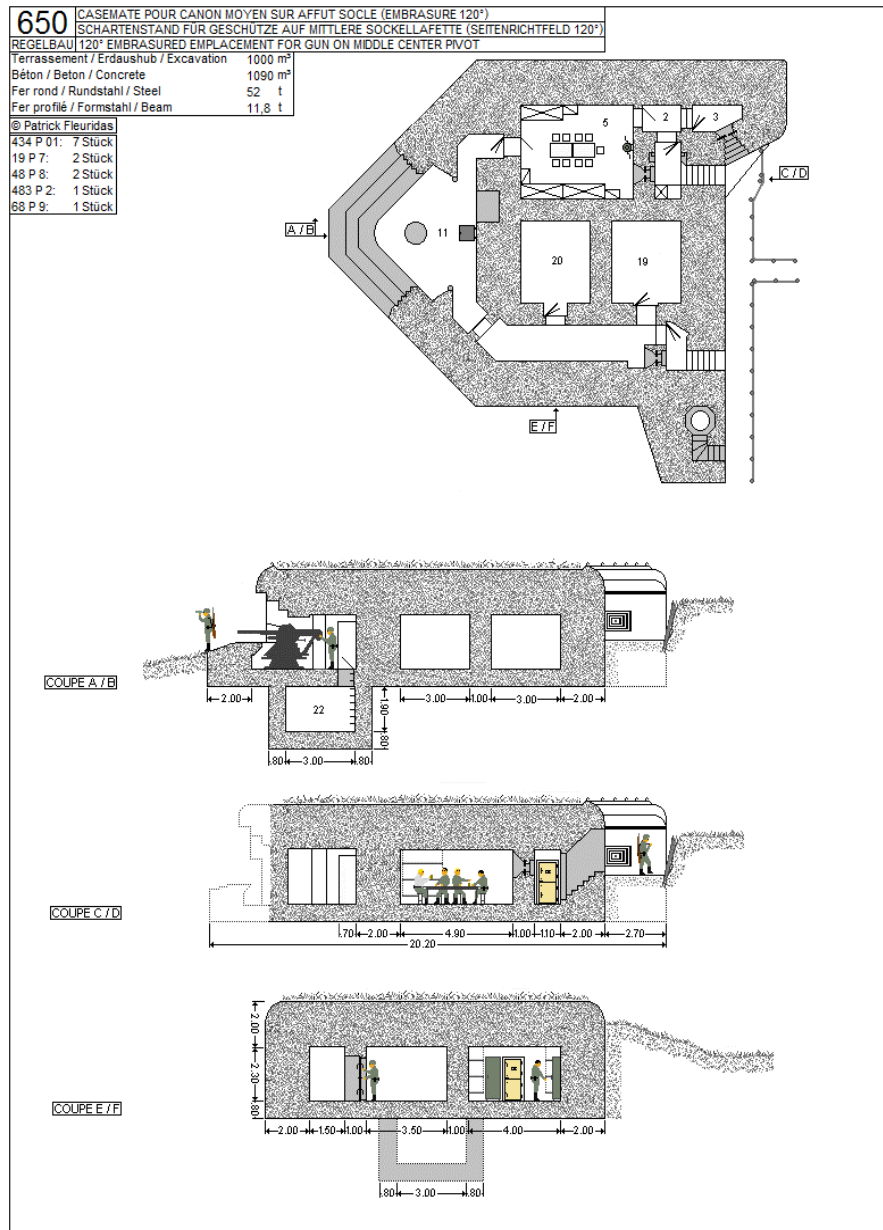 650
CASEMATE POUR CANON MOYEN SUR AFFUT SOCLE (EMBRASURE 120°)
SCHARTENSTAND FÜR GESCHÜTZE AUF MITTLERE SOCKELLAFETTE (SEITENRICHTFELD 120°)
REGELBAU 120° EMBRASURED EMPLACEMENT FOR GUN ON MIDDLE CENTER PIVOT
Terrassement / Erdaushub / Excavation 1000 m³
Béton / Beton / Concrete 1090 m³
Fer rond / Rundstahl / Steel 52 t
Fer profilé / Formstahl / Beam 11,8 t
© Patrick Fleuridas
434 P 01: 7 Stück
19 P 7: 2 Stück
48 P 8: 2 Stück
483 P 2: 1 Stück
68 P 9: 1 Stück
5 2 3
C / D
A / B
11
20 19
E / F
COUPE A / B
22
2.00 3.00 1.00 3.00 2.00
1.90
.80
.80 3.00 .80
COUPE C / D
.70 2.00 4.90 1.00 1.10 2.00 2.70
20.20
COUPE E / F
2.00
2.30
.80
2.00 1.50 1.00 3.50 1.00 4.00 2.00
.80 3.00 .80